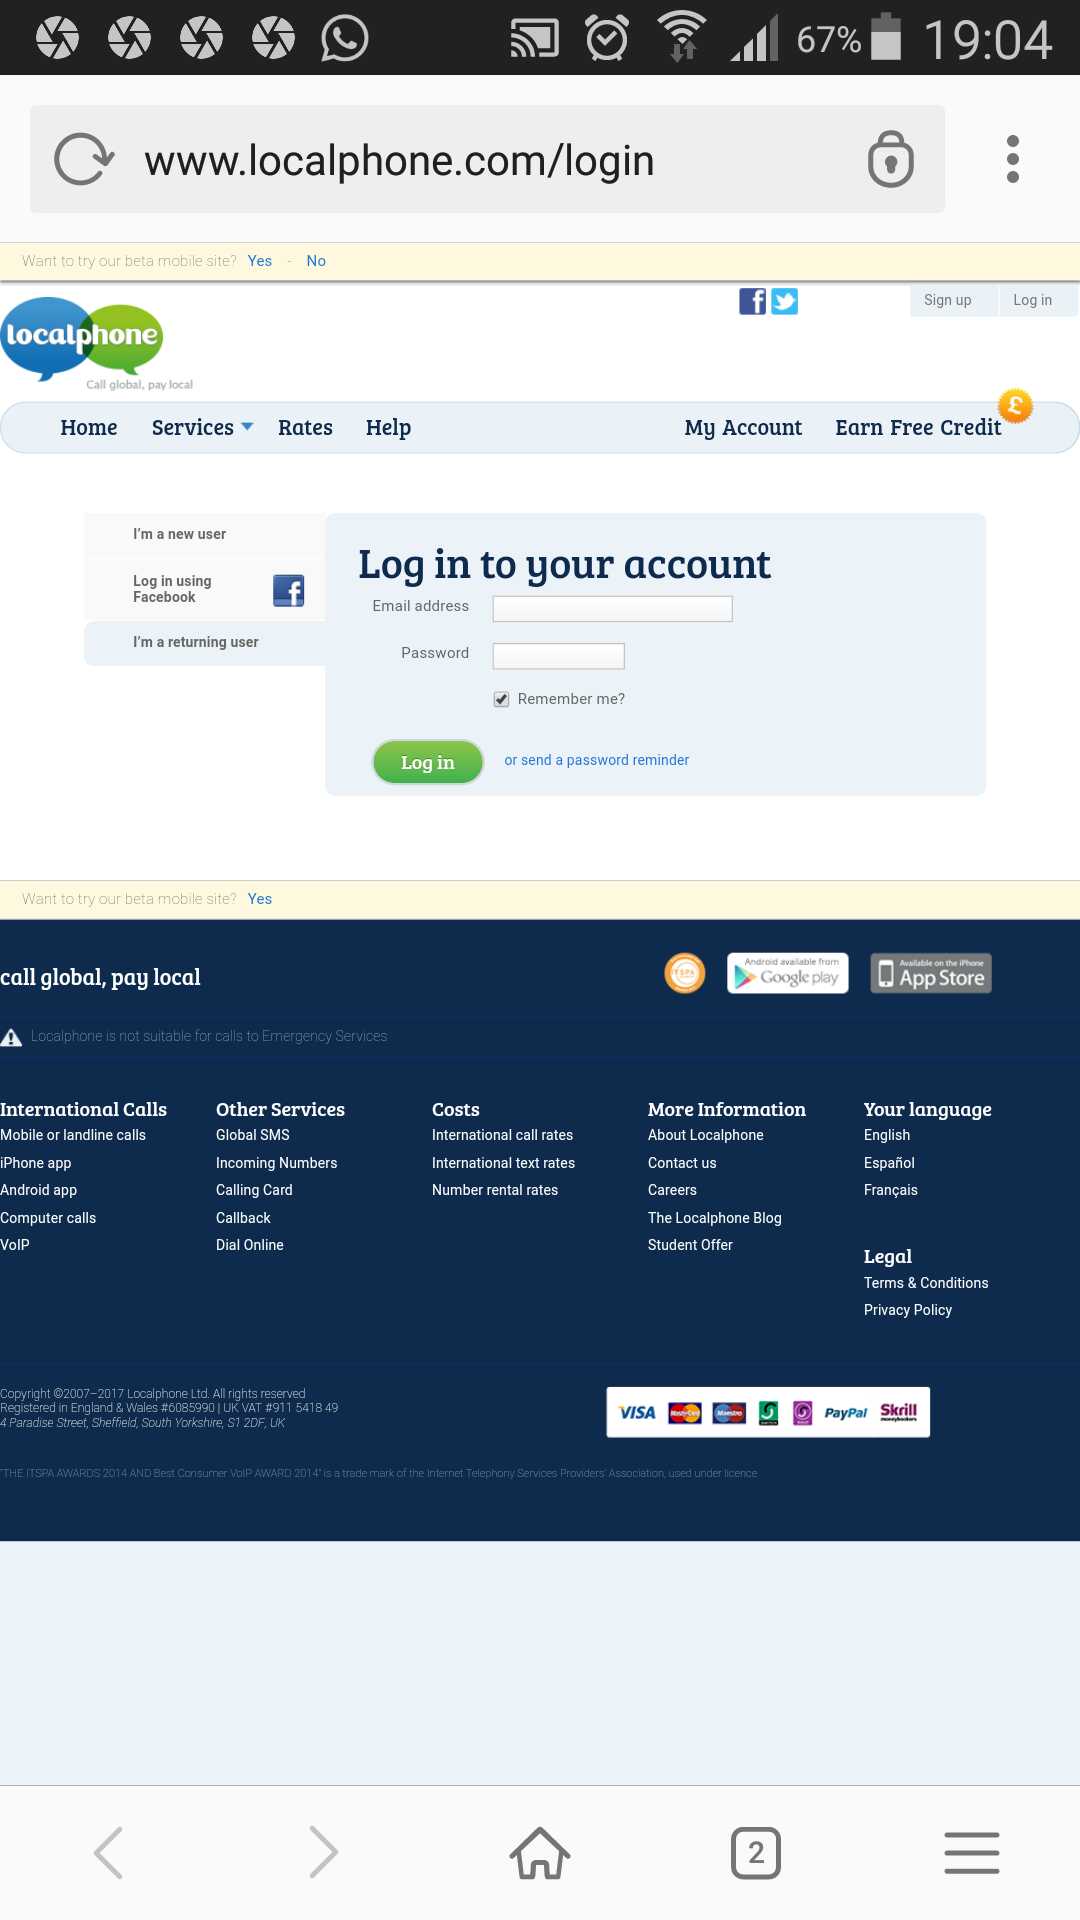 67% 19:04
www.localphone.com/login
Want to try our beta mobile site? Yes - No
localphone
Call global, pay local
Sign up Log in
Home Services Rates Help My Account Earn Free Credit £
I'm a new user
Log in using
Facebook
I'm a returning user
Log in to your account
Email address
Password
Remember me?
Log in or send a password reminder
Want to try our beta mobile site? Yes
call global, pay local
ITSPA
Android available from
Google play
Available on the iPhone
App Store
Localphone is not suitable for calls to Emergency Services
International Calls
Mobile or landline calls
iPhone app
Android app
Computer calls
VoIP
Other Services
Global SMS
Incoming Numbers
Calling Card
Callback
Dial Online
Costs
International call rates
International text rates
Number rental rates
More Information
About Localphone
Contact us
Careers
The Localphone Blog
Student Offer
Your language
English
Español
Français
Legal
Terms & Conditions
Privacy Policy
Copyright ©2007–2017 Localphone Ltd. All rights reserved
Registered in England & Wales #6085990 | UK VAT #911 5418 49
4 Paradise Street, Sheffield, South Yorkshire, S1 2DF, UK
VISA MasterCard Maestro PayPal Skrill
moneybookers
"THE ITSPA AWARDS 2014 AND Best Consumer VoIP AWARD 2014" is a trade mark of the Internet Telephony Services Providers' Association, used under licence
2